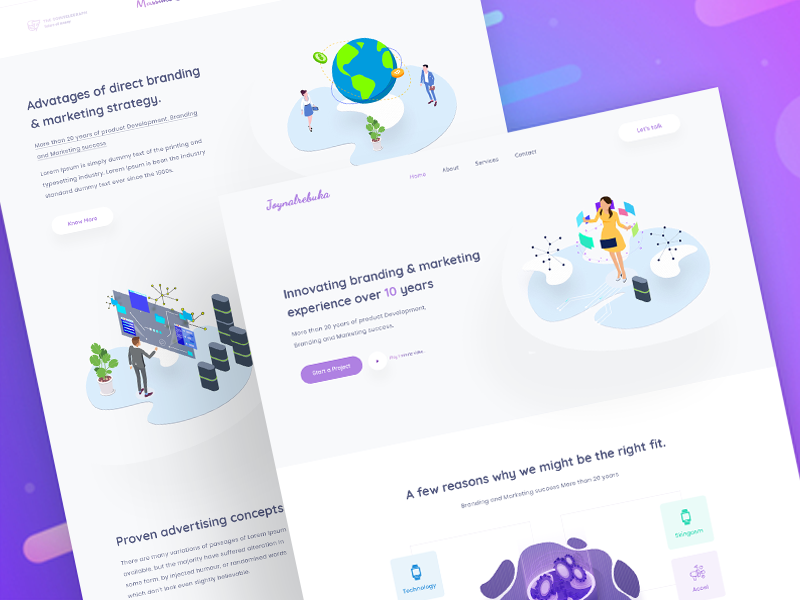 Advatages of direct branding
& marketing strategy.
More than 20 years of product Development, Branding
and Marketing success
Lorem Ipsum is simply dummy text of the printing and
typesetting industry. Lorem Ipsum is been the industry
standard dummy text ever since the 1500s.
Know More
Proven advertising concepts
There are many variations of passages of Lorem Ipsum
available, but the majority have suffered alteration in
some form, by injected humour, or randomised words
which don't look even slightly believable.
Joynalrebuka
Home
About
Services
Contact
Let's talk
Innovating branding & marketing
experience over 10 years
More than 20 years of product Development,
Branding and Marketing success.
Start a Project
A few reasons why we might be the right fit.
Branding and Marketing success More than 20 years
Technology